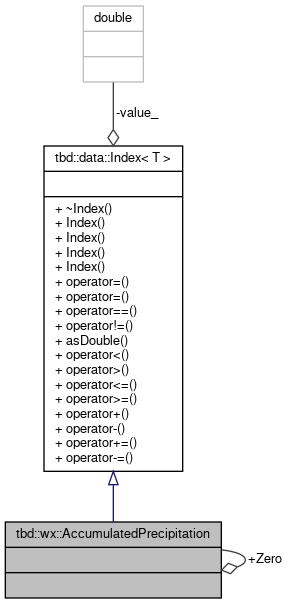 double
-value_
tbd::data::Index< T >
+ ~Index()
+ Index()
+ Index()
+ Index()
+ Index()
+ operator=()
+ operator=()
+ operator==()
+ operator!=()
+ asDouble()
+ operator<()
+ operator>()
+ operator<=()
+ operator>=()
+ operator+()
+ operator-()
+ operator+=()
+ operator-=()
tbd::wx::AccumulatedPrecipitation
+Zero